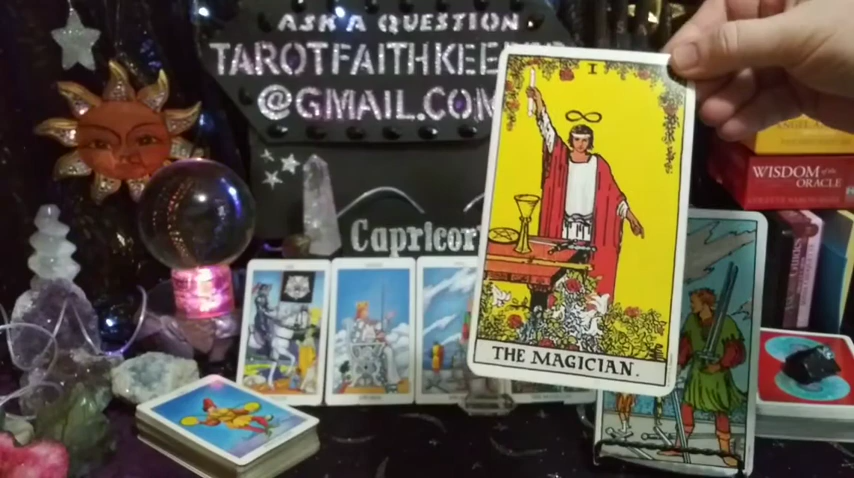 ASK A QUESTION
TAROTFAITHKEE
@GMAIL.COM
Capricor
I
THE MAGICIAN.
WISDOM of the
ORACLE